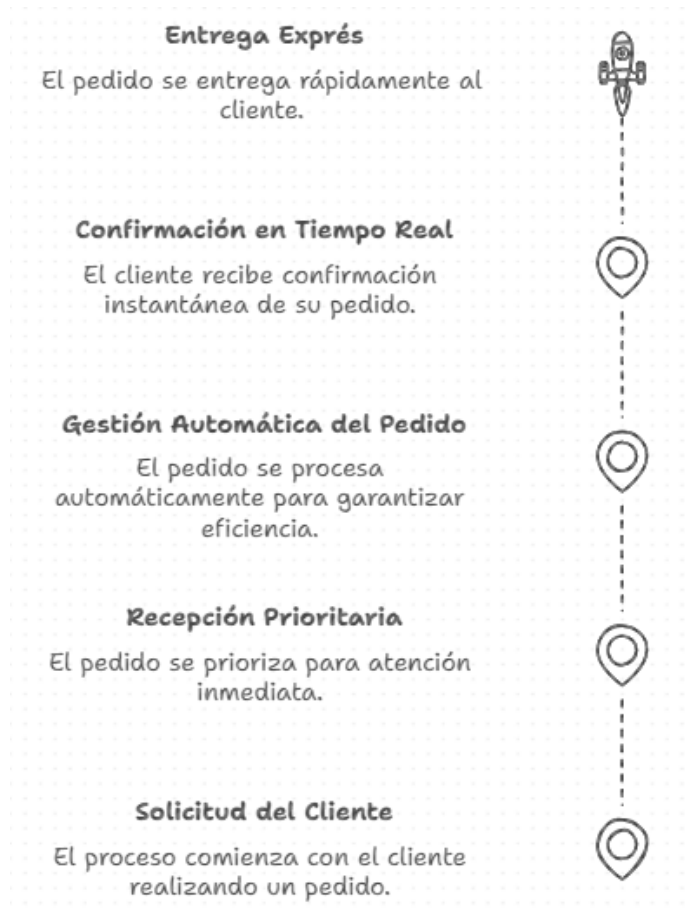 Entrega Exprés
El pedido se entrega rápidamente al
cliente.
Confirmación en Tiempo Real
El cliente recibe confirmación
instantánea de su pedido.
Gestión Automática del Pedido
El pedido se procesa
automáticamente para garantizar
eficiencia.
Recepción Prioritaria
El pedido se prioriza para atención
inmediata.
Solicitud del Cliente
El proceso comienza con el cliente
realizando un pedido.